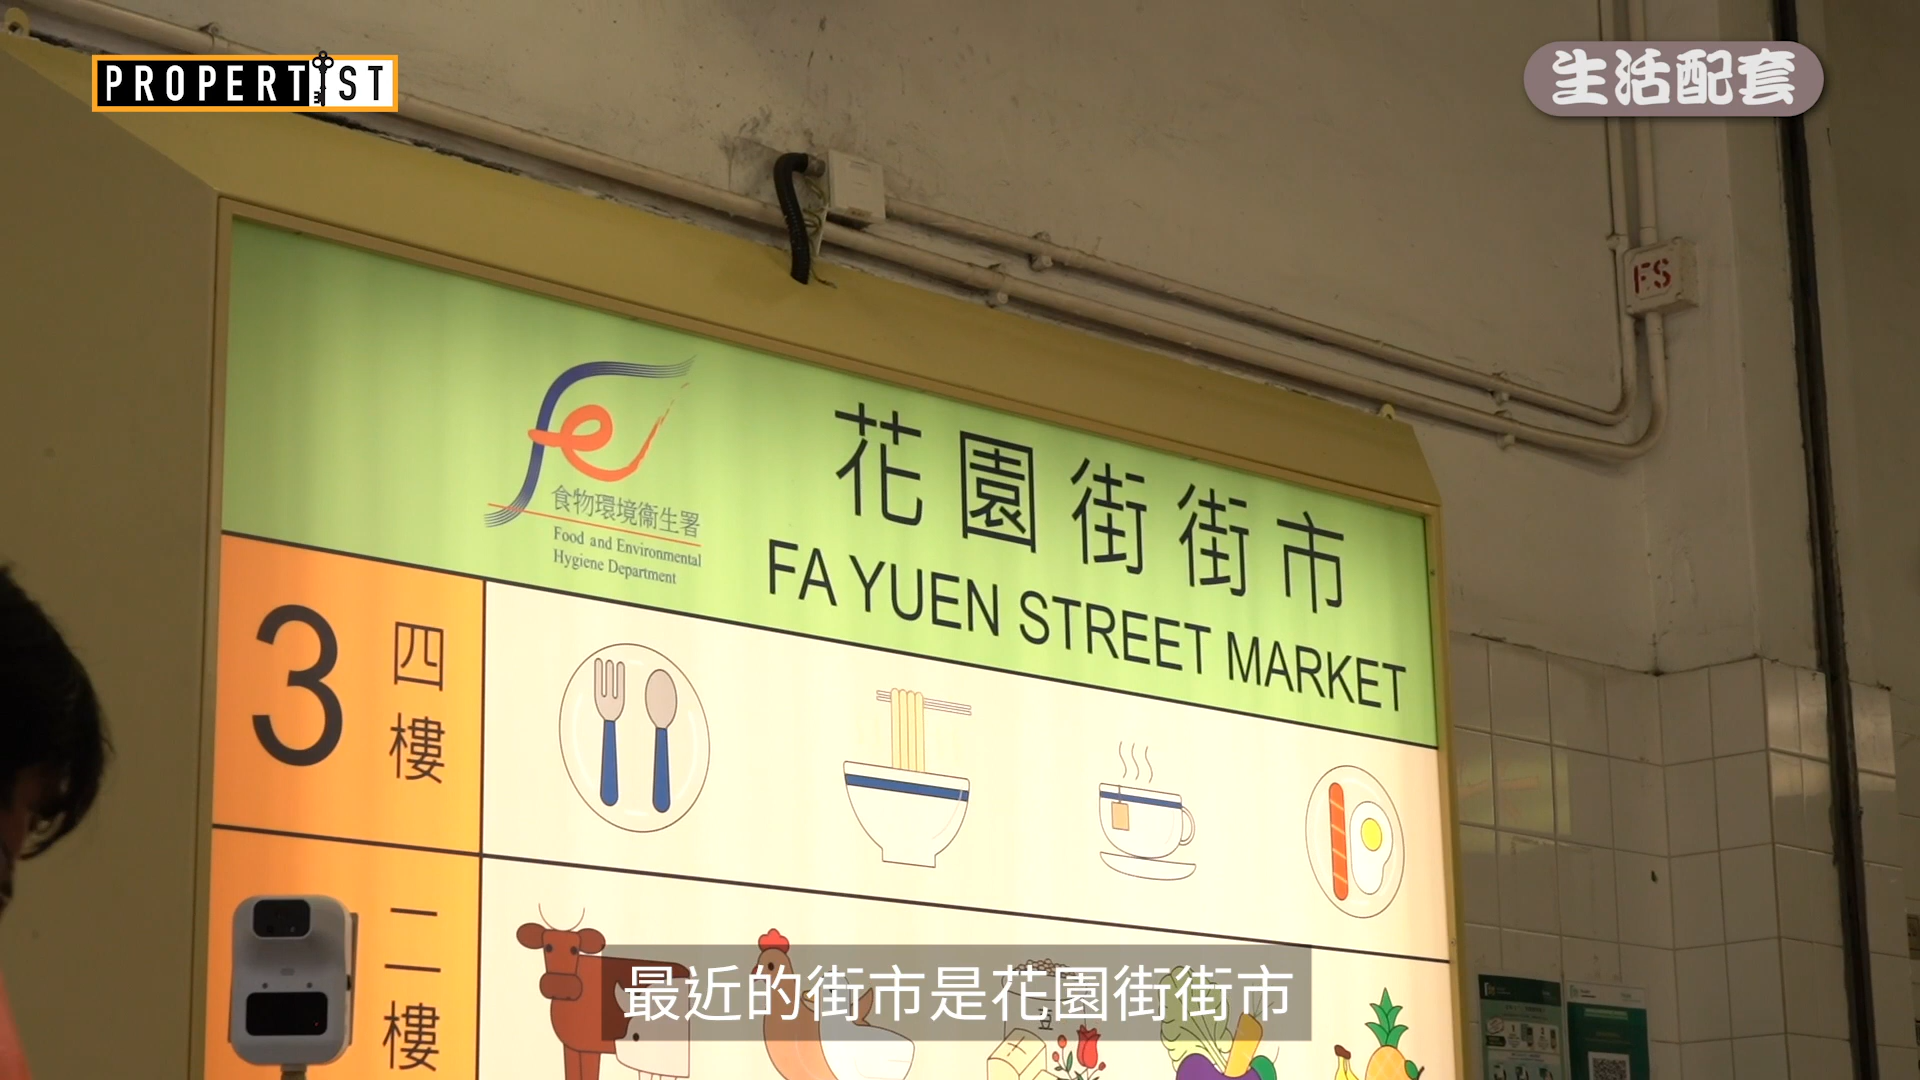 PROPERTIST
生活配套
FS
食物環境衞生署
Food and Environmental
Hygiene Department
花園街街市
FA YUEN STREET MARKET
3
四樓
二樓
豆
最近的街市是花園街街市